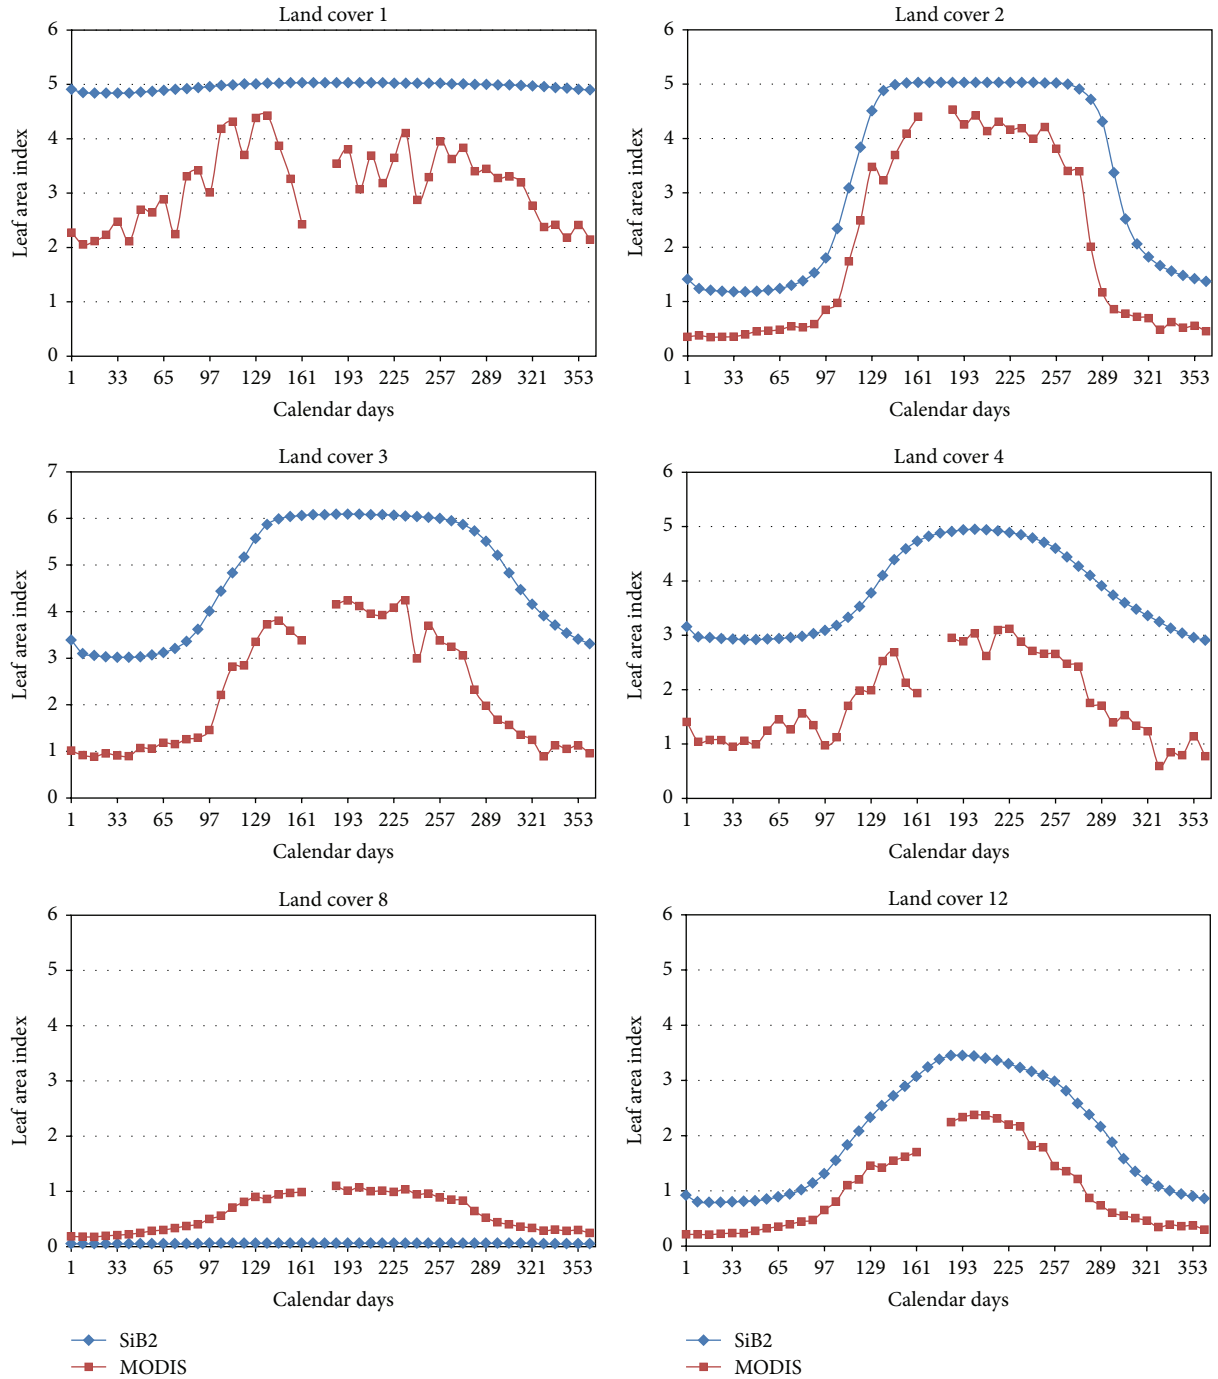 Land cover 1
6
5
4
3
2
1
0
Leaf area index
1 33 65 97 129 161 193 225 257 289 321 353
Calendar days
Land cover 2
6
5
4
3
2
1
0
Leaf area index
1 33 65 97 129 161 193 225 257 289 321 353
Calendar days
Land cover 3
7
6
5
4
3
2
1
0
Leaf area index
1 33 65 97 129 161 193 225 257 289 321 353
Calendar days
Land cover 4
6
5
4
3
2
1
0
Leaf area index
1 33 65 97 129 161 193 225 257 289 321 353
Calendar days
Land cover 8
6
5
4
3
2
1
0
Leaf area index
1 33 65 97 129 161 193 225 257 289 321 353
Calendar days
SiB2
MODIS
Land cover 12
6
5
4
3
2
1
0
Leaf area index
1 33 65 97 129 161 193 225 257 289 321 353
Calendar days
SiB2
MODIS